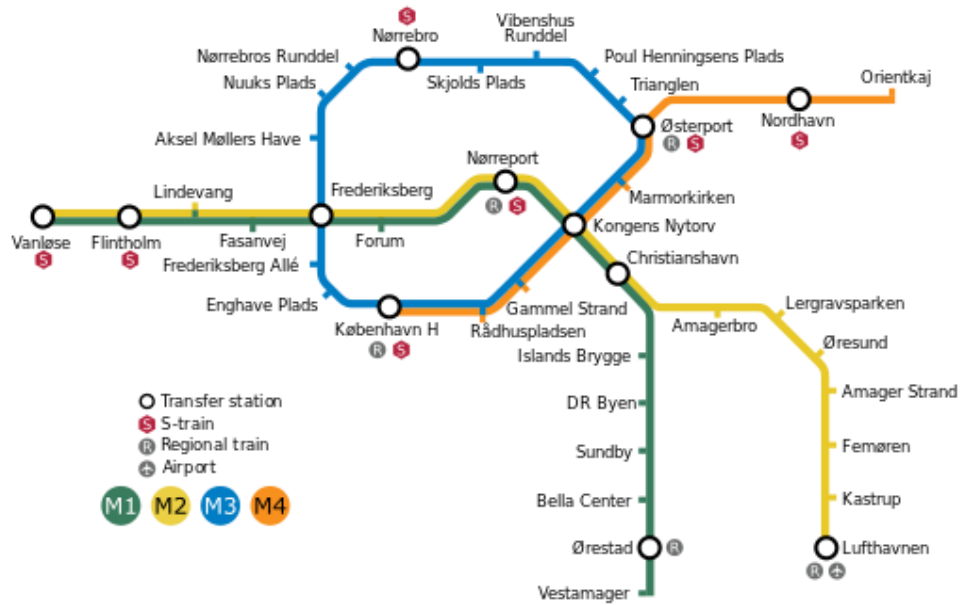 S
Nørrebro
Vibenshus
Runddel
Nørrebros Runddel
Poul Henningsens Plads
Nuuks Plads
Skjolds Plads
Trianglen
Orientkaj
Aksel Møllers Have
Østerport
R S
Nordhavn
S
Nørreport
R S
Lindevang
Frederiksberg
Marmorkirken
Vanløse
S
Flintholm
S
Fasanvej
Forum
Kongens Nytorv
Frederiksberg Allé
Christianshavn
Enghave Plads
København H
R S
Gammel Strand
Rådhuspladsen
Amagerbro
Lergravsparken
Islands Brygge
Øresund
DR Byen
Amager Strand
Sundby
Femøren
Bella Center
Kastrup
Ørestad
R
Lufthavnen
R
Vestamager
Transfer station
S S-train
R Regional train
Airport
M1 M2 M3 M4